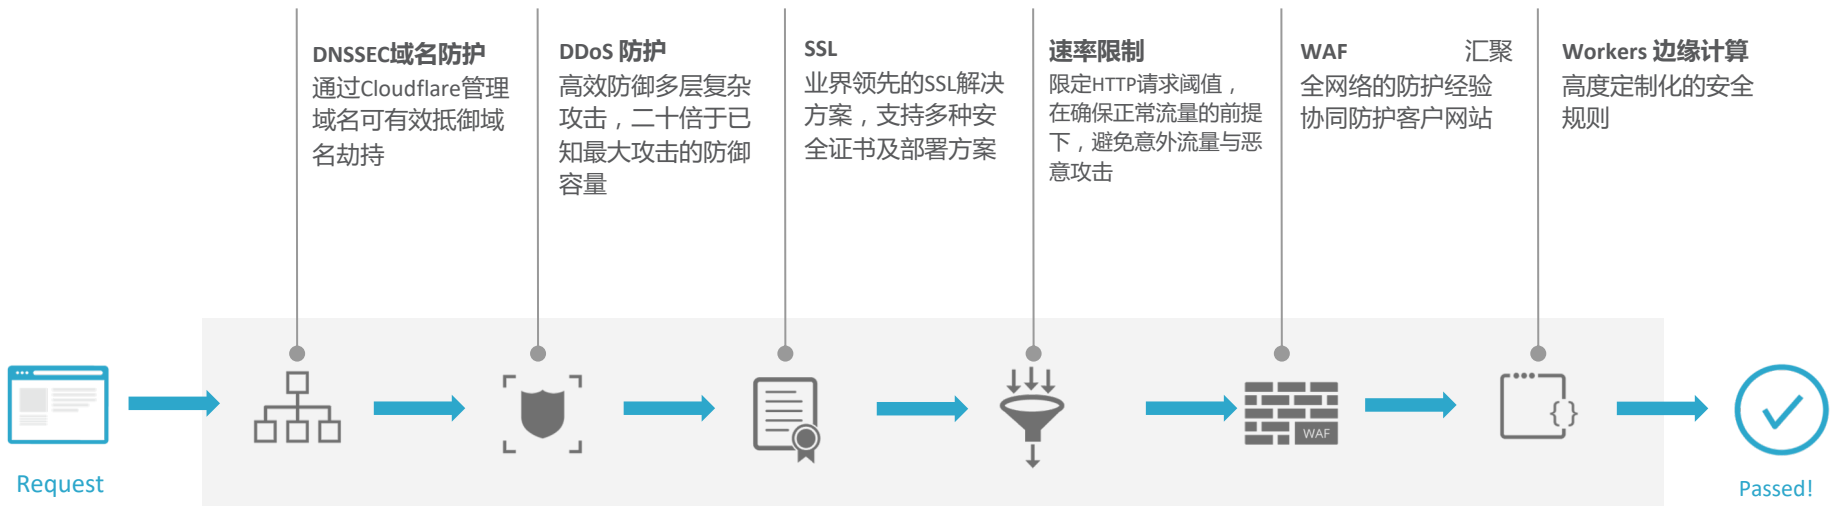 DNSSEC域名防护
通过Cloudflare管理
域名可有效抵御域
名劫持
DDoS 防护
高效防御多层复杂
攻击，二十倍于已
知最大攻击的防御
容量
SSL
业界领先的SSL解决
方案，支持多种安
全证书及部署方案
速率限制
限定HTTP请求阈值，
在确保正常流量的前提
下，避免意外流量与恶
意攻击
WAF 汇聚
全网络的防护经验
协同防护客户网站
Workers 边缘计算
高度定制化的安全
规则
WAF
{ }
Request
Passed!